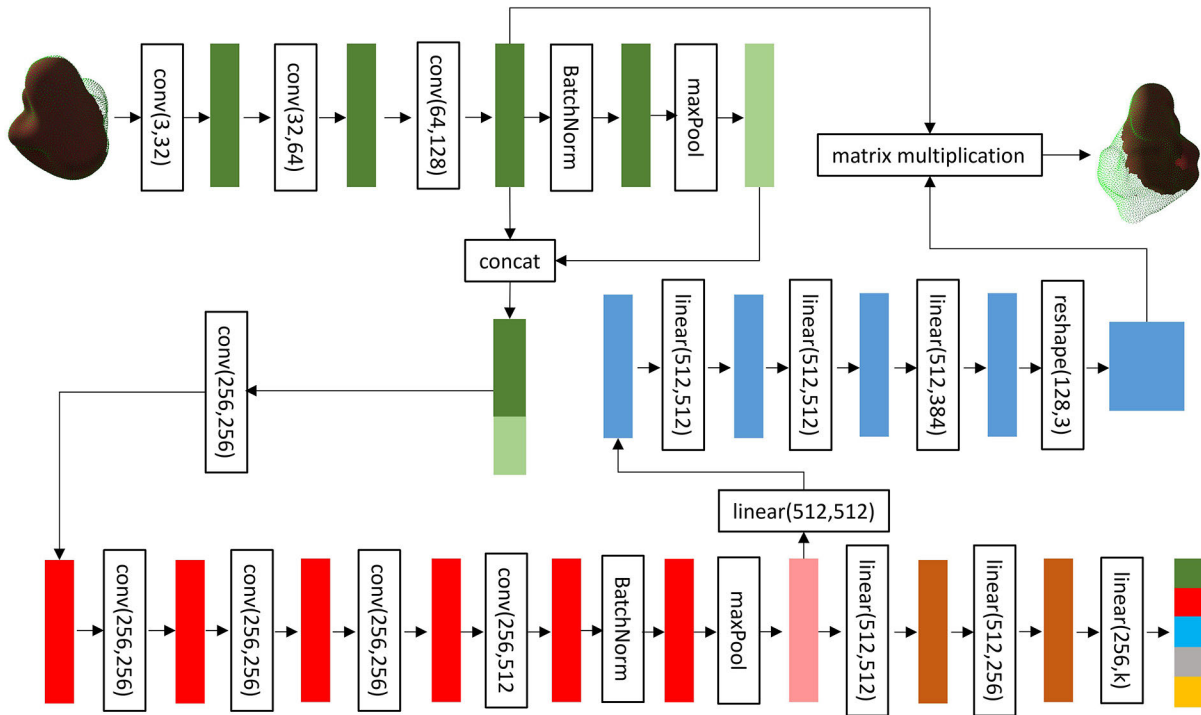 conv(3,32)
conv(32,64)
conv(64,128)
BatchNorm
maxPool
matrix multiplication
concat
conv(256,256)
linear(512,512)
linear(512,512)
linear(512,384)
reshape(128,3)
linear(512,512)
conv(256,256)
conv(256,256)
conv(256,256)
conv(256,512
BatchNorm
maxPool
linear(512,512)
linear(512,256)
linear(256,k)